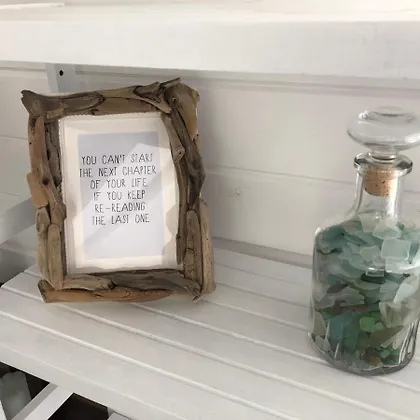 YOU CAN'T START
THE NEXT CHAPTER
OF YOUR LIFE
IF YOU KEEP
RE-READING
THE LAST ONE.